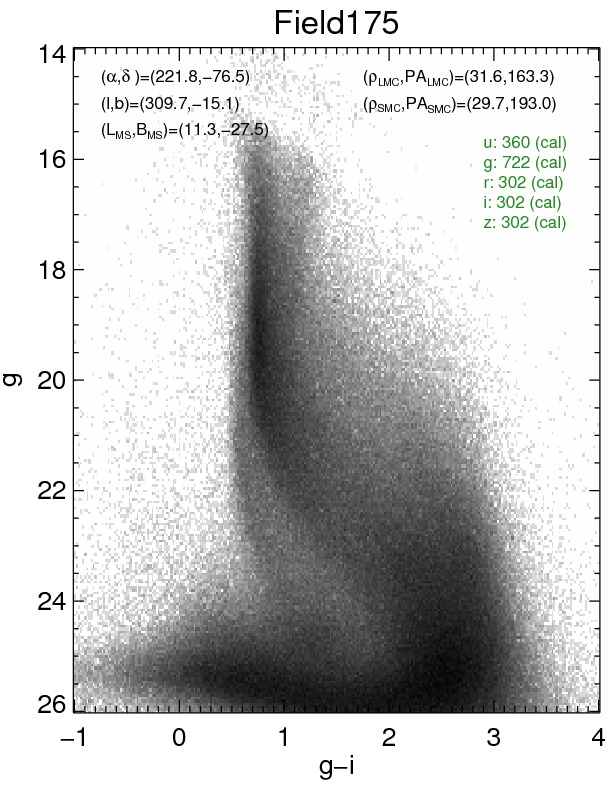 Field175
(α,δ )=(221.8,−76.5)
(ρLMC,PALMC)=(31.6,163.3)
(l,b)=(309.7,−15.1)
(ρSMC,PASMC)=(29.7,193.0)
(LMS,BMS)=(11.3,−27.5)
u: 360 (cal)
g: 722 (cal)
r: 302 (cal)
i: 302 (cal)
z: 302 (cal)
14
16
18
20
22
24
26
g
−1 0 1 2 3 4
g−i